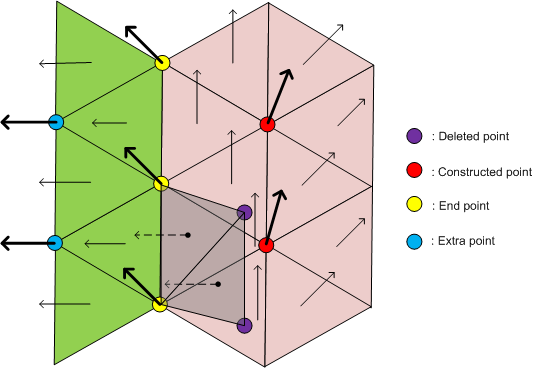 : Deleted point
: Constructed point
: End point
: Extra point